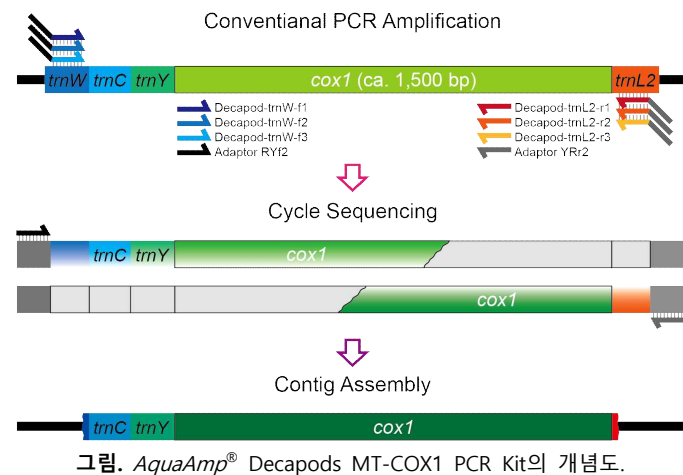 Conventianal PCR Amplification
trnW trnC trnY cox1 (ca. 1,500 bp) trnL2
Decapod-trnW-f1
Decapod-trnW-f2
Decapod-trnW-f3
Adaptor RYf2
Decapod-trnL2-r1
Decapod-trnL2-r2
Decapod-trnL2-r3
Adaptor YRr2
Cycle Sequencing
trnC trnY cox1
cox1
Contig Assembly
trnC trnY cox1
그림. AquaAmp® Decapods MT-COX1 PCR Kit의 개념도.